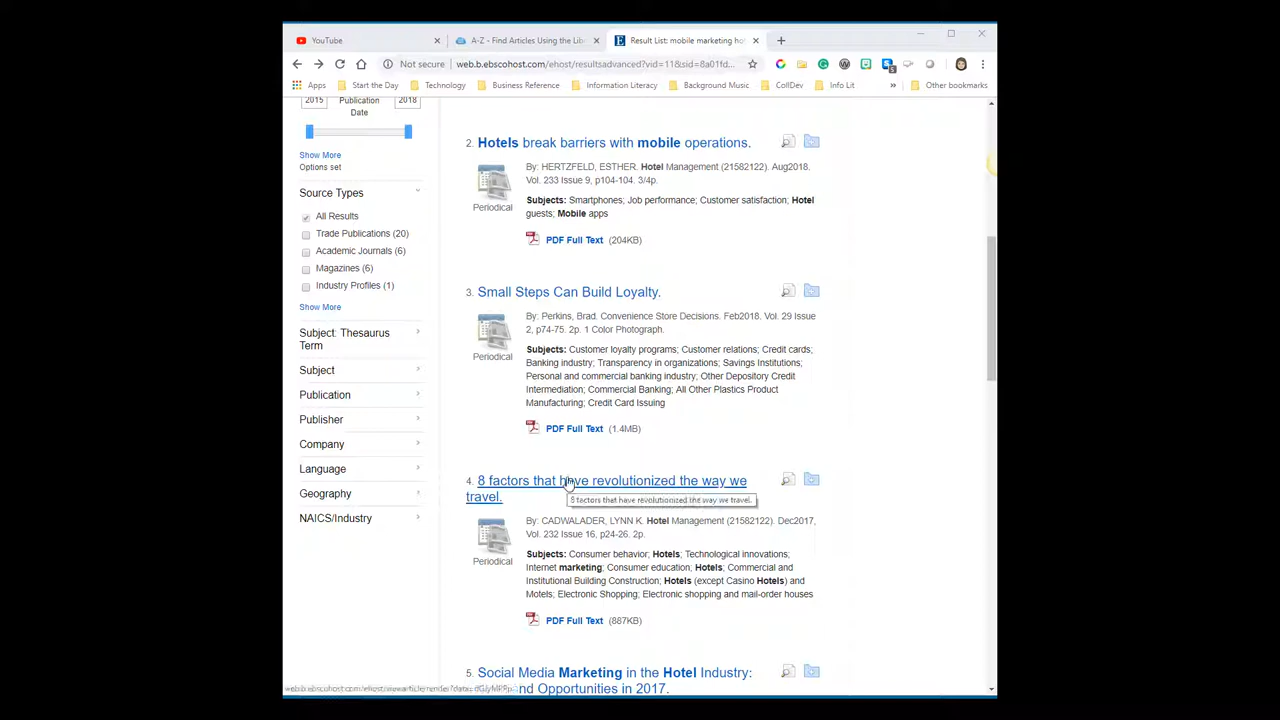 YouTube
A-Z - Find Articles Using the Lib
Result List: mobile marketing ho
Not secure
web.b.ebscohost.com/ehost/resultsadvanced?vid=11&sid=8a01fd...
Apps
Start the Day
Technology
Business Reference
Information Literacy
Background Music
CollDev
Info Lit
»
Other bookmarks
2015
Publication
Date
2018
Show More
Options set
Source Types
All Results
Trade Publications (20)
Academic Journals (6)
Magazines (6)
Industry Profiles (1)
Show More
Subject: Thesaurus
Term
Subject
Publication
Publisher
Company
Language
Geography
NAICS/Industry
2. Hotels break barriers with mobile operations.
By: HERTZFELD, ESTHER. Hotel Management (21582122). Aug2018,
Vol. 233 Issue 9, p104-104. 3/4p.
Periodical
Subjects: Smartphones; Job performance; Customer satisfaction; Hotel
guests; Mobile apps
PDF Full Text (204KB)
3. Small Steps Can Build Loyalty.
By: Perkins, Brad. Convenience Store Decisions. Feb2018, Vol. 29 Issue
2, p74-75. 2p. 1 Color Photograph.
Periodical
Subjects: Customer loyalty programs; Customer relations; Credit cards;
Banking industry; Transparency in organizations; Savings Institutions;
Personal and commercial banking industry; Other Depository Credit
Intermediation; Commercial Banking; All Other Plastics Product
Manufacturing; Credit Card Issuing
PDF Full Text (1.4MB)
4. 8 factors that have revolutionized the way we
travel.
8 factors that have revolutionized the way we travel.
By: CADWALADER, LYNN K. Hotel Management (21582122). Dec2017,
Vol. 232 Issue 16, p24-26. 2p.
Periodical
Subjects: Consumer behavior; Hotels; Technological innovations;
Internet marketing; Consumer education; Hotels; Commercial and
Institutional Building Construction; Hotels (except Casino Hotels) and
Motels; Electronic Shopping; Electronic shopping and mail-order houses
PDF Full Text (887KB)
5. Social Media Marketing in the Hotel Industry:
nd Opportunities in 2017.